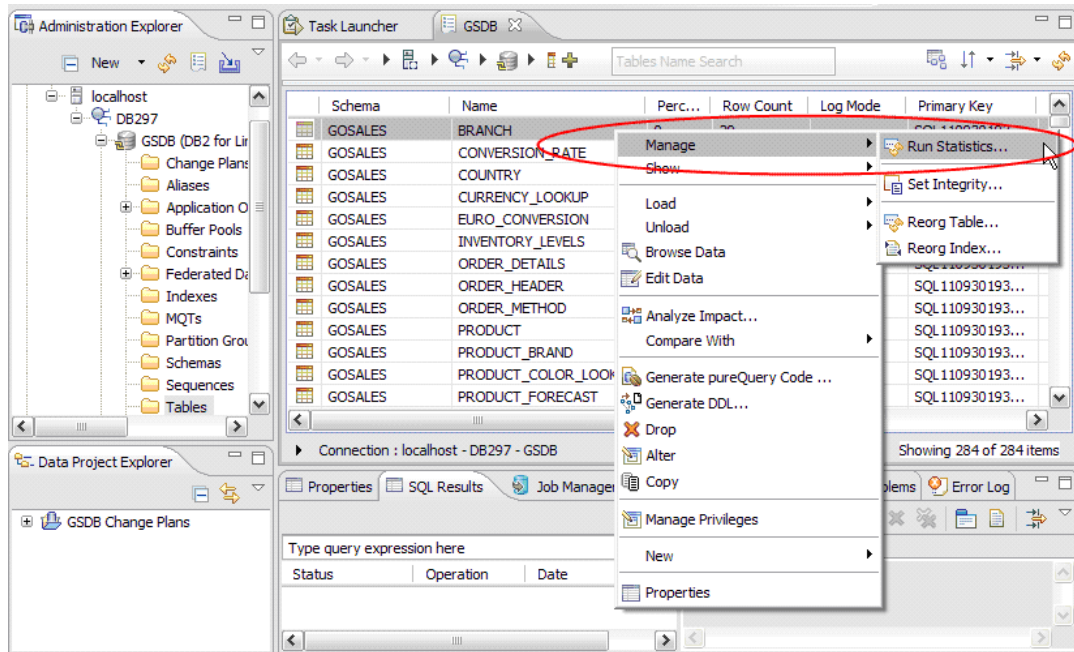 Administration Explorer
New
localhost
DB297
GSDB (DB2 for Lin
Change Plans
Aliases
Application O
Buffer Pools
Constraints
Federated Da
Indexes
MQTs
Partition Grou
Schemas
Sequences
Tables
Data Project Explorer
GSDB Change Plans
Task Launcher
GSDB
Tables Name Search
Schema Name Perc... Row Count Log Mode Primary Key
GOSALES BRANCH
GOSALES CONVERSION_RATE
GOSALES COUNTRY
GOSALES CURRENCY_LOOKUP
GOSALES EURO_CONVERSION
GOSALES INVENTORY_LEVELS
GOSALES ORDER_DETAILS SQL110930193...
GOSALES ORDER_HEADER SQL110930193...
GOSALES ORDER_METHOD SQL110930193...
GOSALES PRODUCT SQL110930193...
GOSALES PRODUCT_BRAND SQL110930193...
GOSALES PRODUCT_COLOR_LOOK SQL110930193...
GOSALES PRODUCT_FORECAST SQL110930193...
Connection : localhost - DB297 - GSDB
Showing 284 of 284 items
Manage
Show
Load
Unload
Browse Data
Edit Data
Analyze Impact...
Compare With
Generate pureQuery Code ...
Generate DDL...
Drop
Alter
Copy
Manage Privileges
New
Properties
Run Statistics...
Set Integrity...
Reorg Table...
Reorg Index...
Properties
SQL Results
Job Manager
blems
Error Log
Type query expression here
Status Operation Date